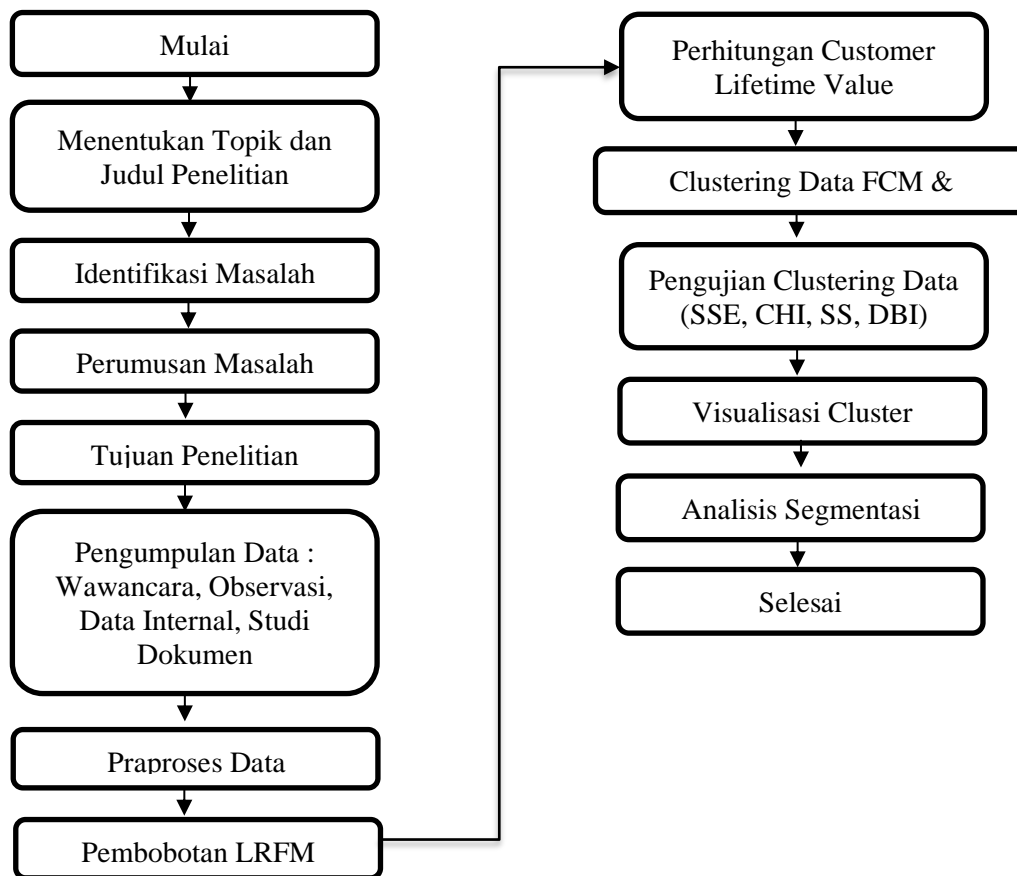 Mulai
Menentukan Topik dan
Judul Penelitian
Identifikasi Masalah
Perumusan Masalah
Tujuan Penelitian
Pengumpulan Data :
Wawancara, Observasi,
Data Internal, Studi
Dokumen
Praproses Data
Pembobotan LRFM
Perhitungan Customer
Lifetime Value
Clustering Data FCM &
Pengujian Clustering Data
(SSE, CHI, SS, DBI)
Visualisasi Cluster
Analisis Segmentasi
Selesai